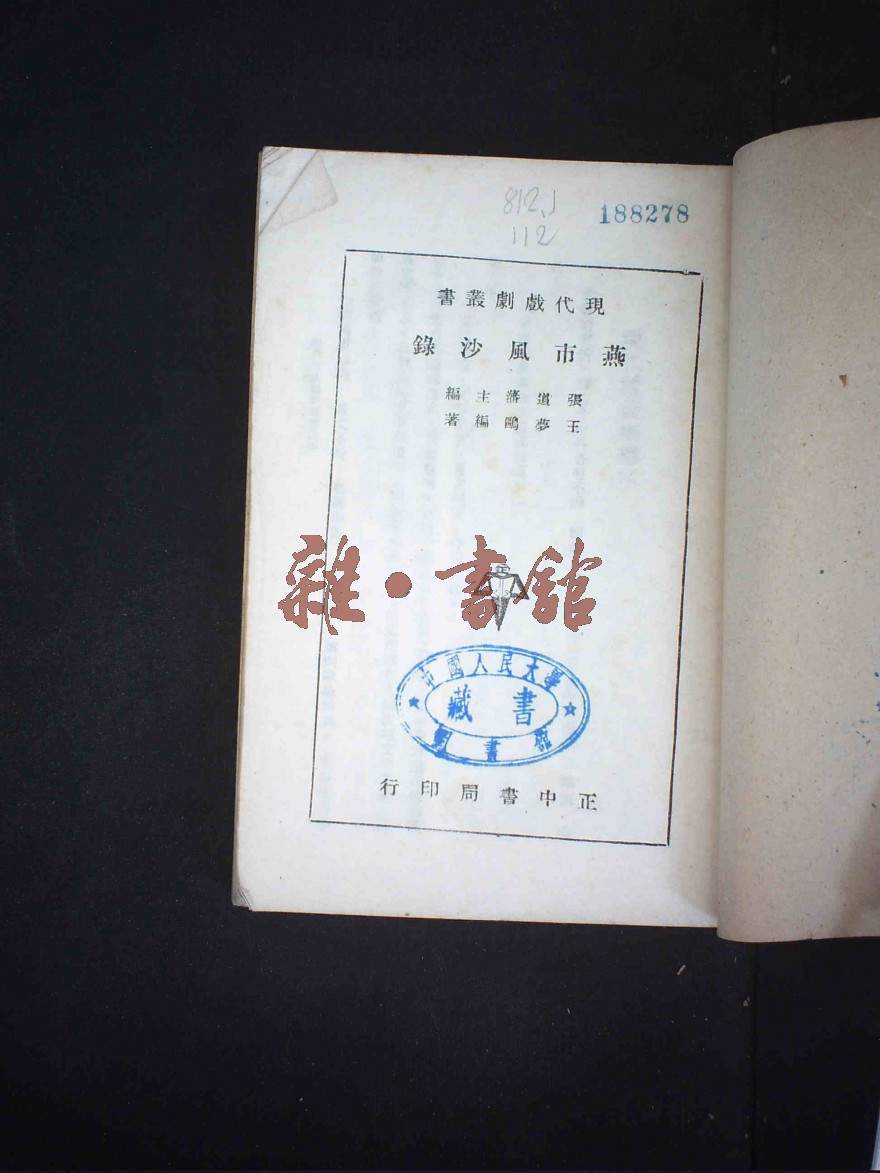 812.1
112
188278
現代戲劇叢書
燕市風沙錄
張道藩主編
王夢鷗編著
雜·書館
中國人民大學
藏書
圖書館
正中書局印行